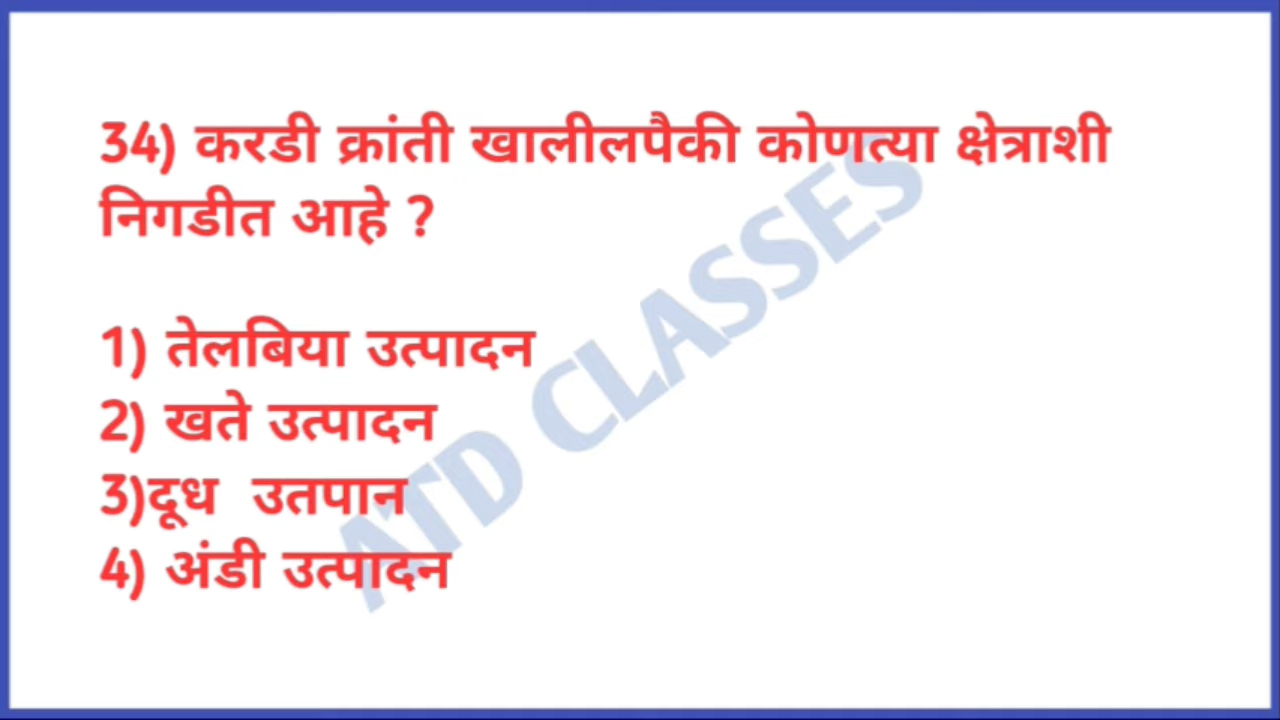 34) करडी क्रांती खालीलपैकी कोणत्या क्षेत्राशी
निगडीत आहे ?
1) तेलबिया उत्पादन
2) खते उत्पादन
3)दूध उतपान
4) अंडी उत्पादन
ATD CLASSES